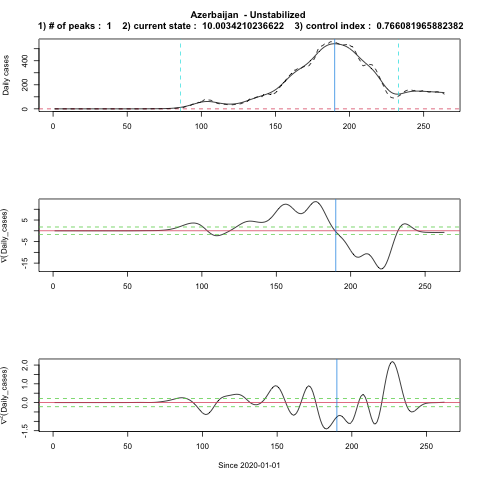 Azerbaijan - Unstabilized
1) # of peaks : 1 2) current state : 10.0034210236622 3) control index : 0.766081965882382
Daily cases
0 200 400
0 50 100 150 200 250
∇(Daily_cases)
-15 -5 5
0 50 100 150 200 250
∇²(Daily_cases)
-1.5 0.0 1.0 2.0
0 50 100 150 200 250
Since 2020-01-01